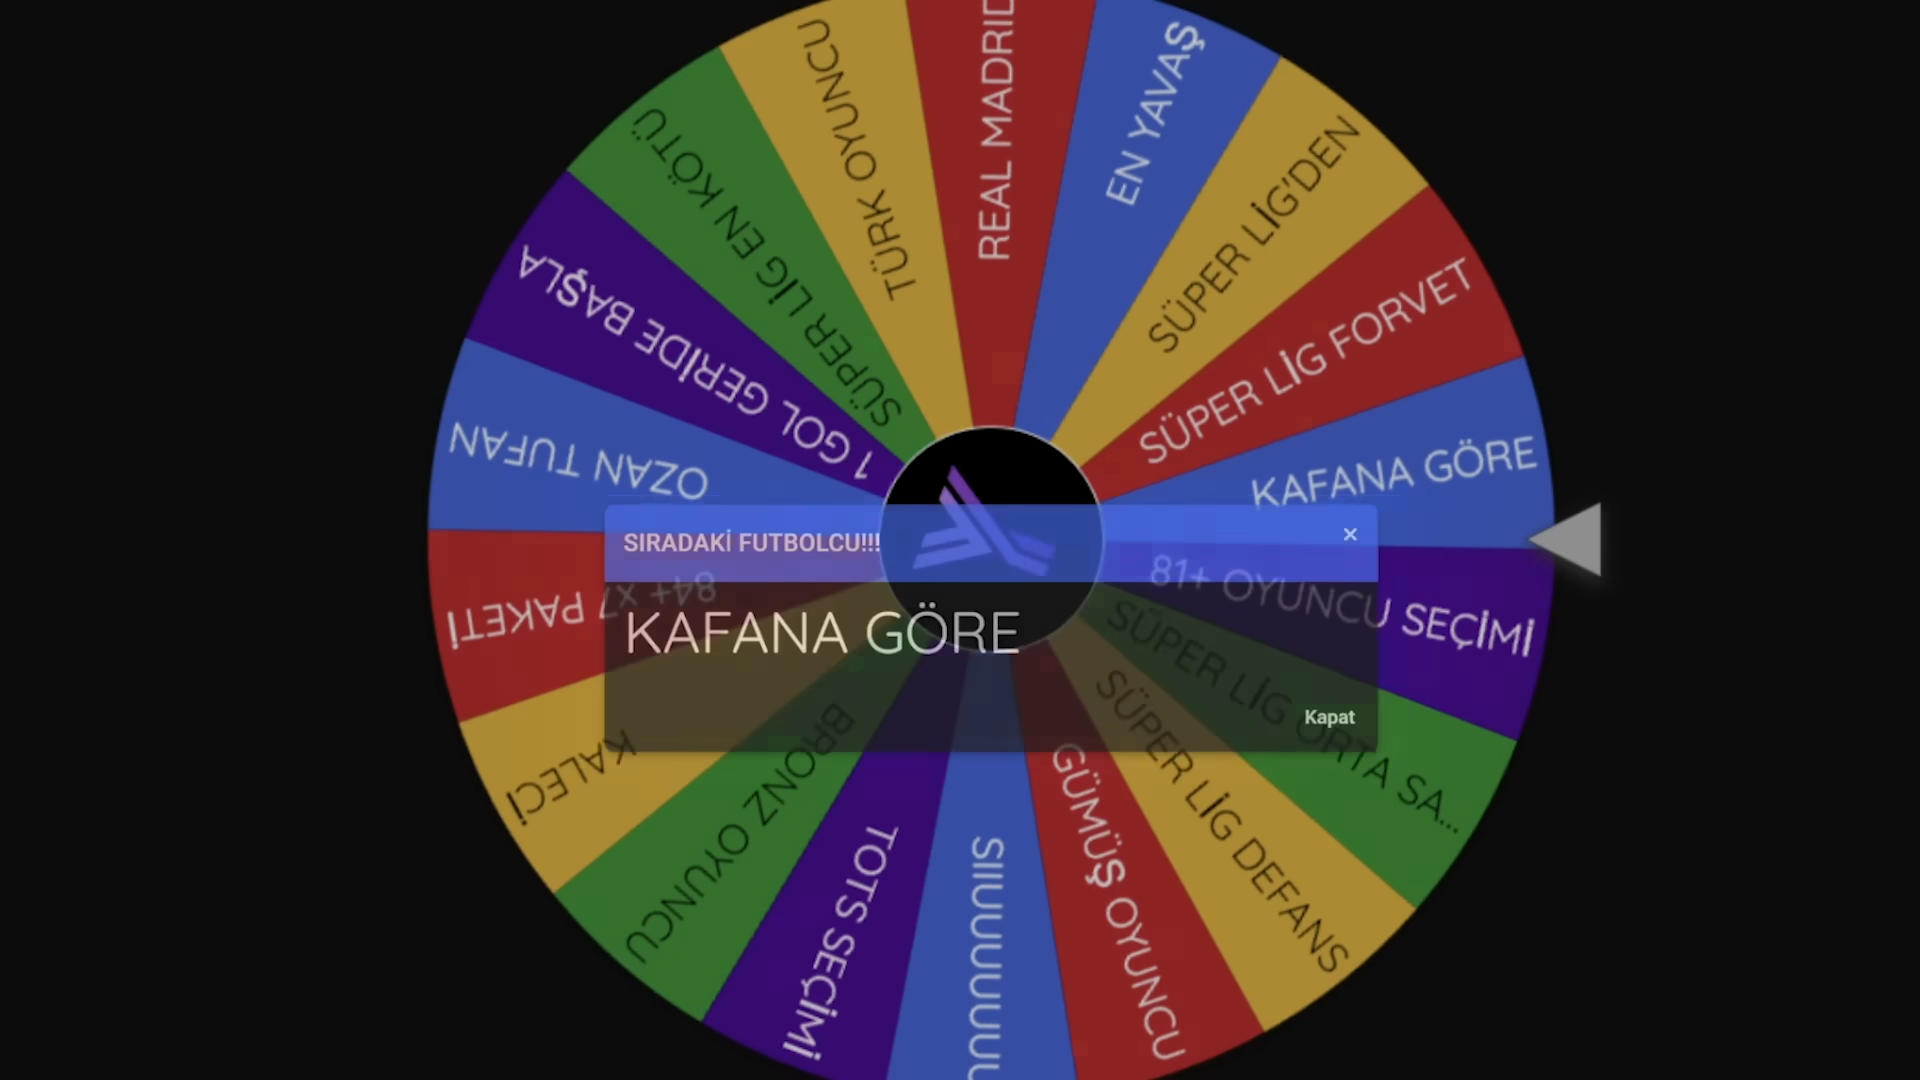 TÜRK OYUNCU
REAL MADRID
EN YAVAŞ
SÜPER LİG'DEN
SÜPER LİG FORVET
KAFANA GÖRE
81+ OYUNCU SEÇİMİ
SÜPER LİG ORTA SA...
SÜPER LİG DEFANS
GÜMÜŞ OYUNCU
SIIUUUUUUU
TOTS SEÇİMİ
BRONZ OYUNCU
KALECİ
84+ X7 PAKETİ
OZAN TUFAN
1 GOL GERİDE BAŞLA
SÜPER LİG EN KÖTÜ
SIRADAKİ FUTBOLCU!!!
×
KAFANA GÖRE
Kapat